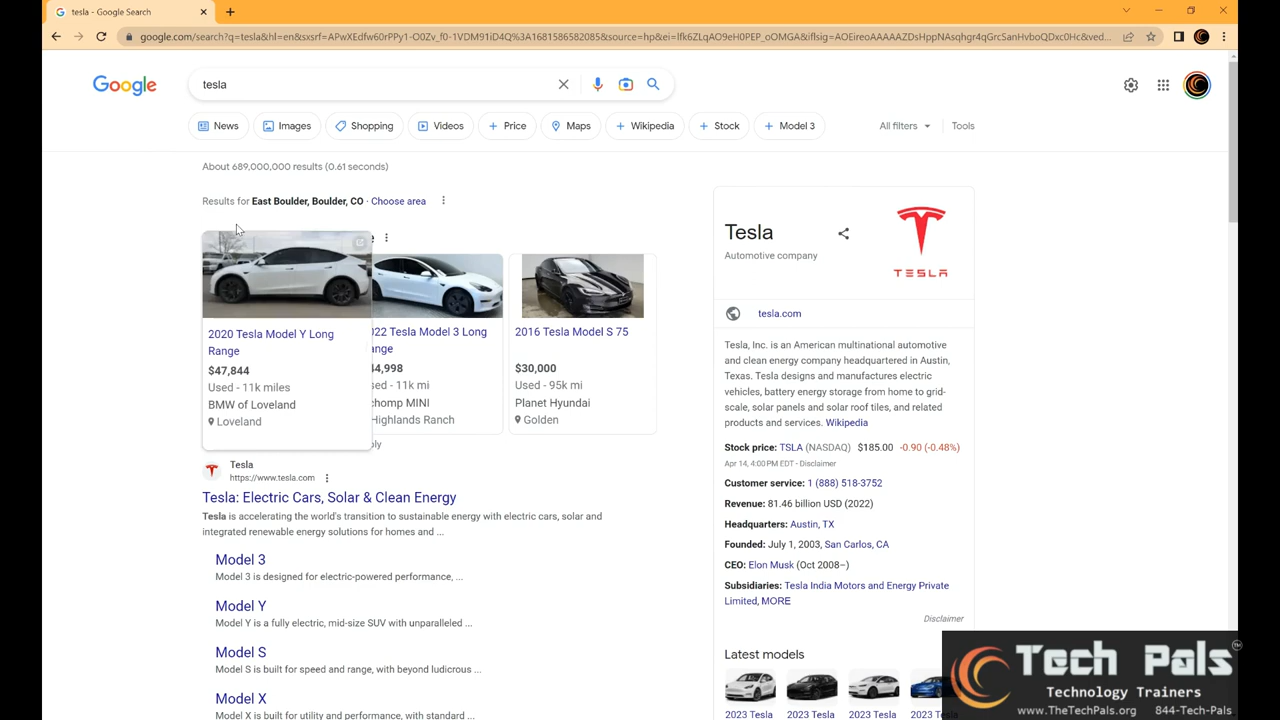 tesla - Google Search
google.com/search?q=tesla&hl=en&sxsrf=APwXEdfw60rPPy1-O0Zv_f0-1VDM91iD4Q%3A1681586582085&source=hp&ei=lfk6ZLqAO9eH0PEP_oOMGA&iflsig=AOEireoAAAAAZDsHppNAsqhgr4qGrcSanHvboQDxc0Hc&ved...
Google
tesla
News
Images
Shopping
Videos
Price
Maps
Wikipedia
Stock
Model 3
All filters
Tools
About 689,000,000 results (0.61 seconds)
Results for East Boulder, Boulder, CO · Choose area
2020 Tesla Model Y Long
Range
$47,844
Used - 11k miles
BMW of Loveland
Loveland
022 Tesla Model 3 Long
ange
44,998
sed - 11k mi
chomp MINI
Highlands Ranch
2016 Tesla Model S 75
$30,000
Used - 95k mi
Planet Hyundai
Golden
ply
Tesla
https://www.tesla.com
Tesla: Electric Cars, Solar & Clean Energy
Tesla is accelerating the world's transition to sustainable energy with electric cars, solar and
integrated renewable energy solutions for homes and ...
Model 3
Model 3 is designed for electric-powered performance, ...
Model Y
Model Y is a fully electric, mid-size SUV with unparalleled ...
Model S
Model S is built for speed and range, with beyond ludicrous ...
Model X
Model X is built for utility and performance, with standard ...
Tesla
Automotive company
TESLA
tesla.com
Tesla, Inc. is an American multinational automotive
and clean energy company headquartered in Austin,
Texas. Tesla designs and manufactures electric
vehicles, battery energy storage from home to grid-
scale, solar panels and solar roof tiles, and related
products and services. Wikipedia
Stock price: TSLA (NASDAQ) $185.00 -0.90 (-0.48%)
Apr 14, 4:00 PM EDT - Disclaimer
Customer service: 1 (888) 518-3752
Revenue: 81.46 billion USD (2022)
Headquarters: Austin, TX
Founded: July 1, 2003, San Carlos, CA
CEO: Elon Musk (Oct 2008–)
Subsidiaries: Tesla India Motors and Energy Private
Limited, MORE
Disclaimer
Latest models
2023 Tesla
2023 Tesla
2023 Tesla
2023 Tesla
Tech Pals™
Technology Trainers
www.TheTechPals.org 844-Tech-Pals